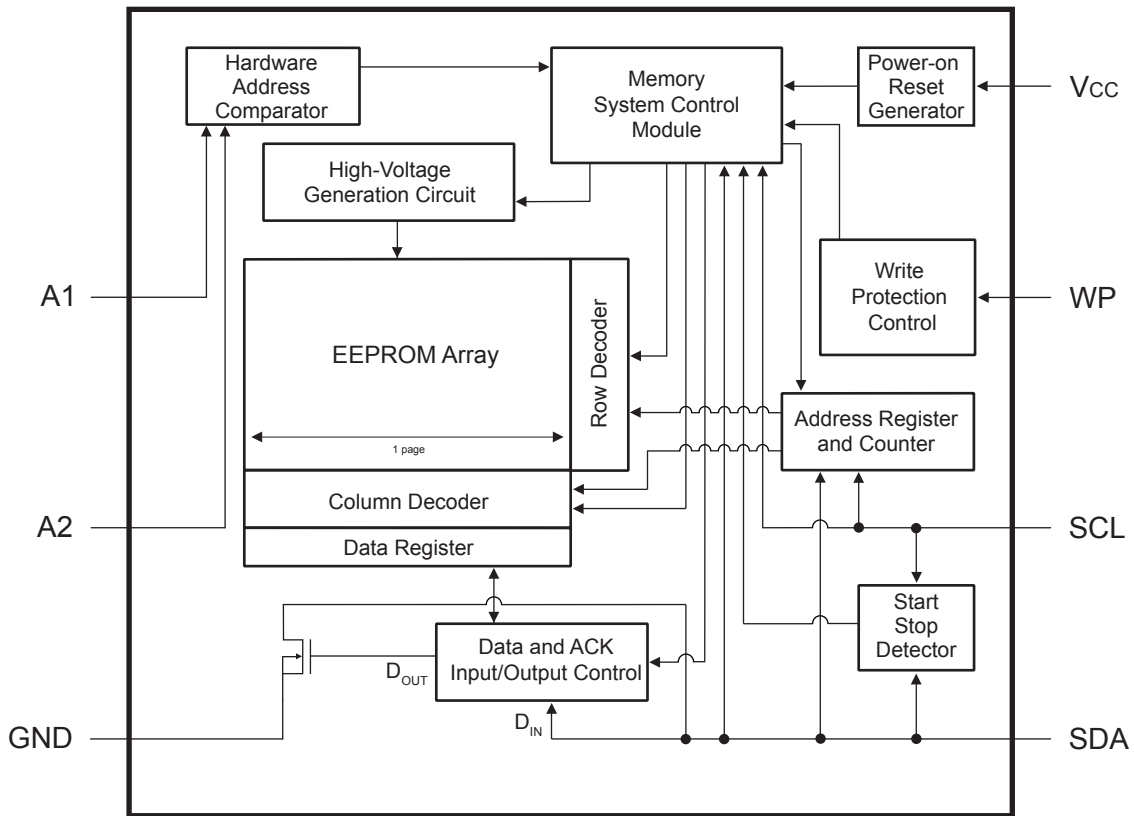 Hardware
Address
Comparator
Memory
System Control
Module
Power-on
Reset
Generator
VCC
High-Voltage
Generation Circuit
A1
EEPROM Array
1 page
Row Decoder
Write
Protection
Control
WP
Address Register
and Counter
Column Decoder
A2
Data Register
SCL
Start
Stop
Detector
Data and ACK
Input/Output Control
DOUT
DIN
GND
SDA